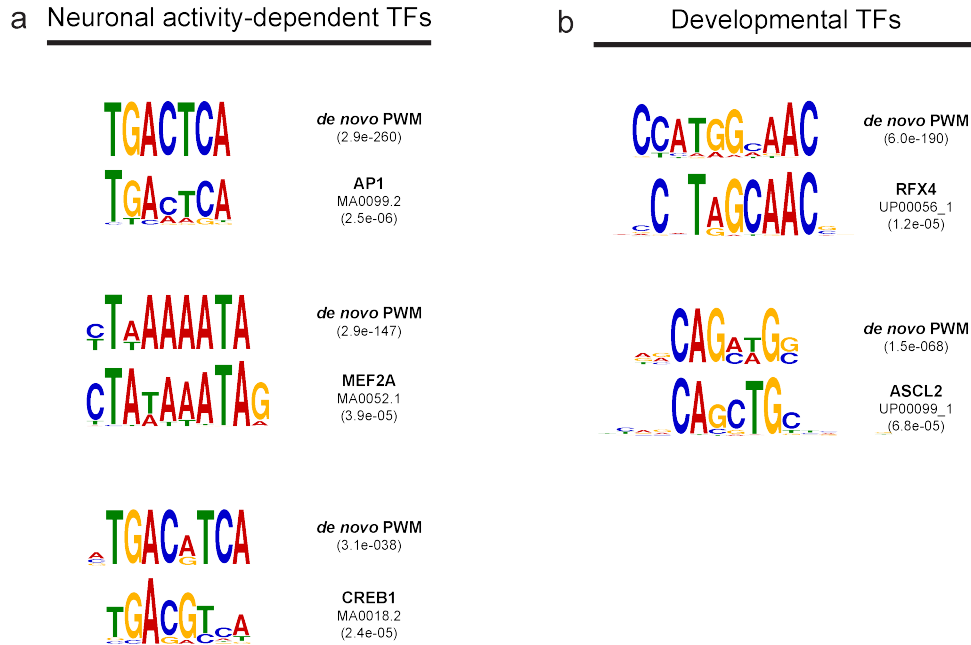 a
Neuronal activity-dependent TFs
TGACTCA
de novo PWM
(2.9e-260)
TGACTCA
AP1
MA0099.2
(2.5e-06)
CTAAAAATA
de novo PWM
(2.9e-147)
CTATAAATAG
MEF2A
MA0052.1
(3.9e-05)
ATGACATCA
de novo PWM
(3.1e-038)
TGACGTCA
CREB1
MA0018.2
(2.4e-05)
b
Developmental TFs
CCATGGCAAC
de novo PWM
(6.0e-190)
CC TAGCAAC
RFX4
UP00056_1
(1.2e-05)
CAGATGG
de novo PWM
(1.5e-068)
CAGCTGC
ASCL2
UP00099_1
(6.8e-05)